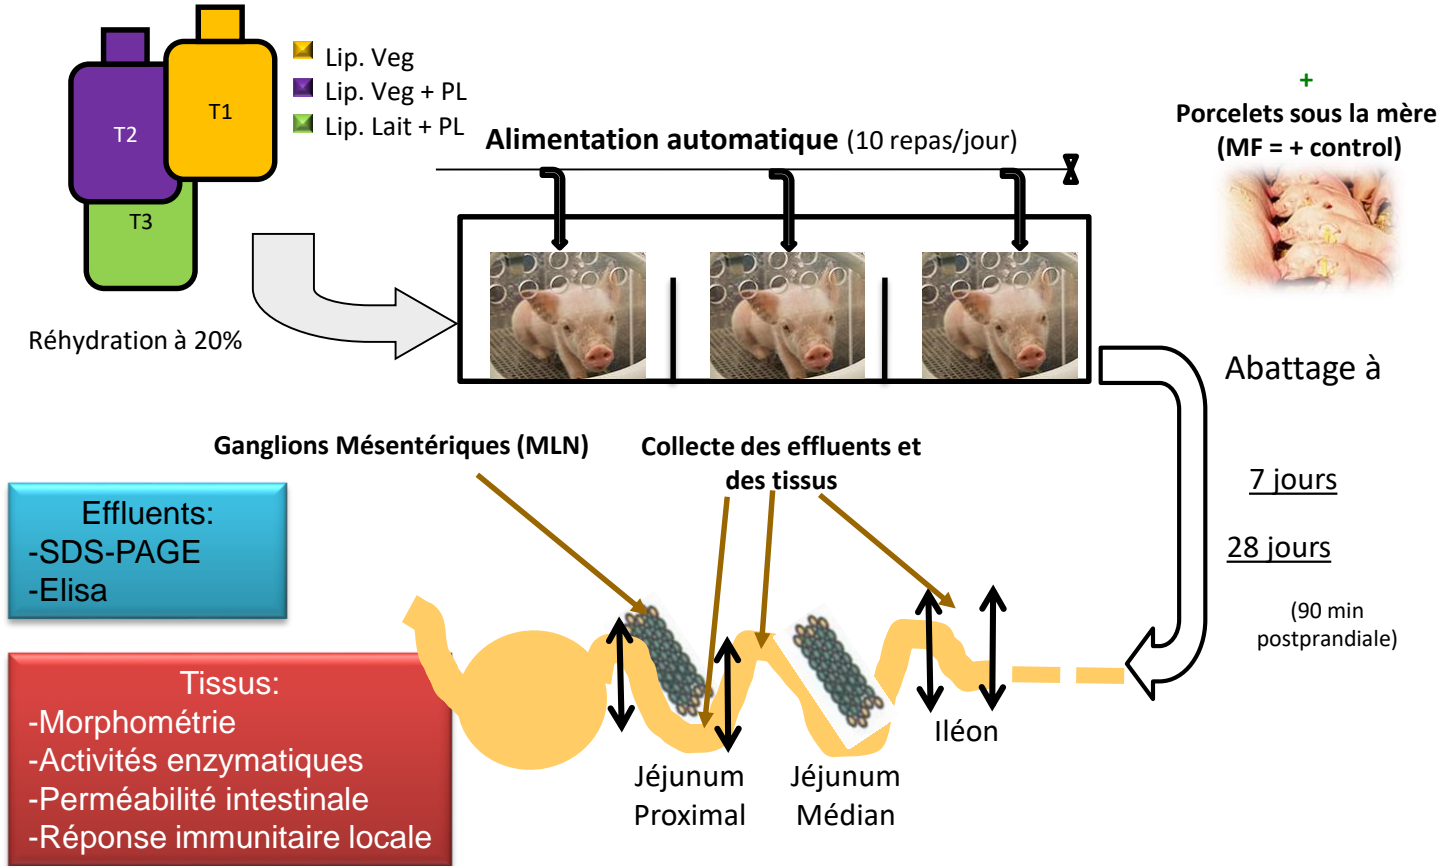 T1
T2
T3
Lip. Veg
Lip. Veg + PL
Lip. Lait + PL
Réhydration à 20%
Alimentation automatique (10 repas/jour)
+
Porcelets sous la mère
(MF = + control)
Abattage à
7 jours
28 jours
(90 min
postprandiale)
Ganglions Mésentériques (MLN)
Collecte des effluents et
des tissus
Effluents:
-SDS-PAGE
-Elisa
Tissus:
-Morphométrie
-Activités enzymatiques
-Perméabilité intestinale
-Réponse immunitaire locale
Jéjunum
Proximal
Jéjunum
Médian
Iléon